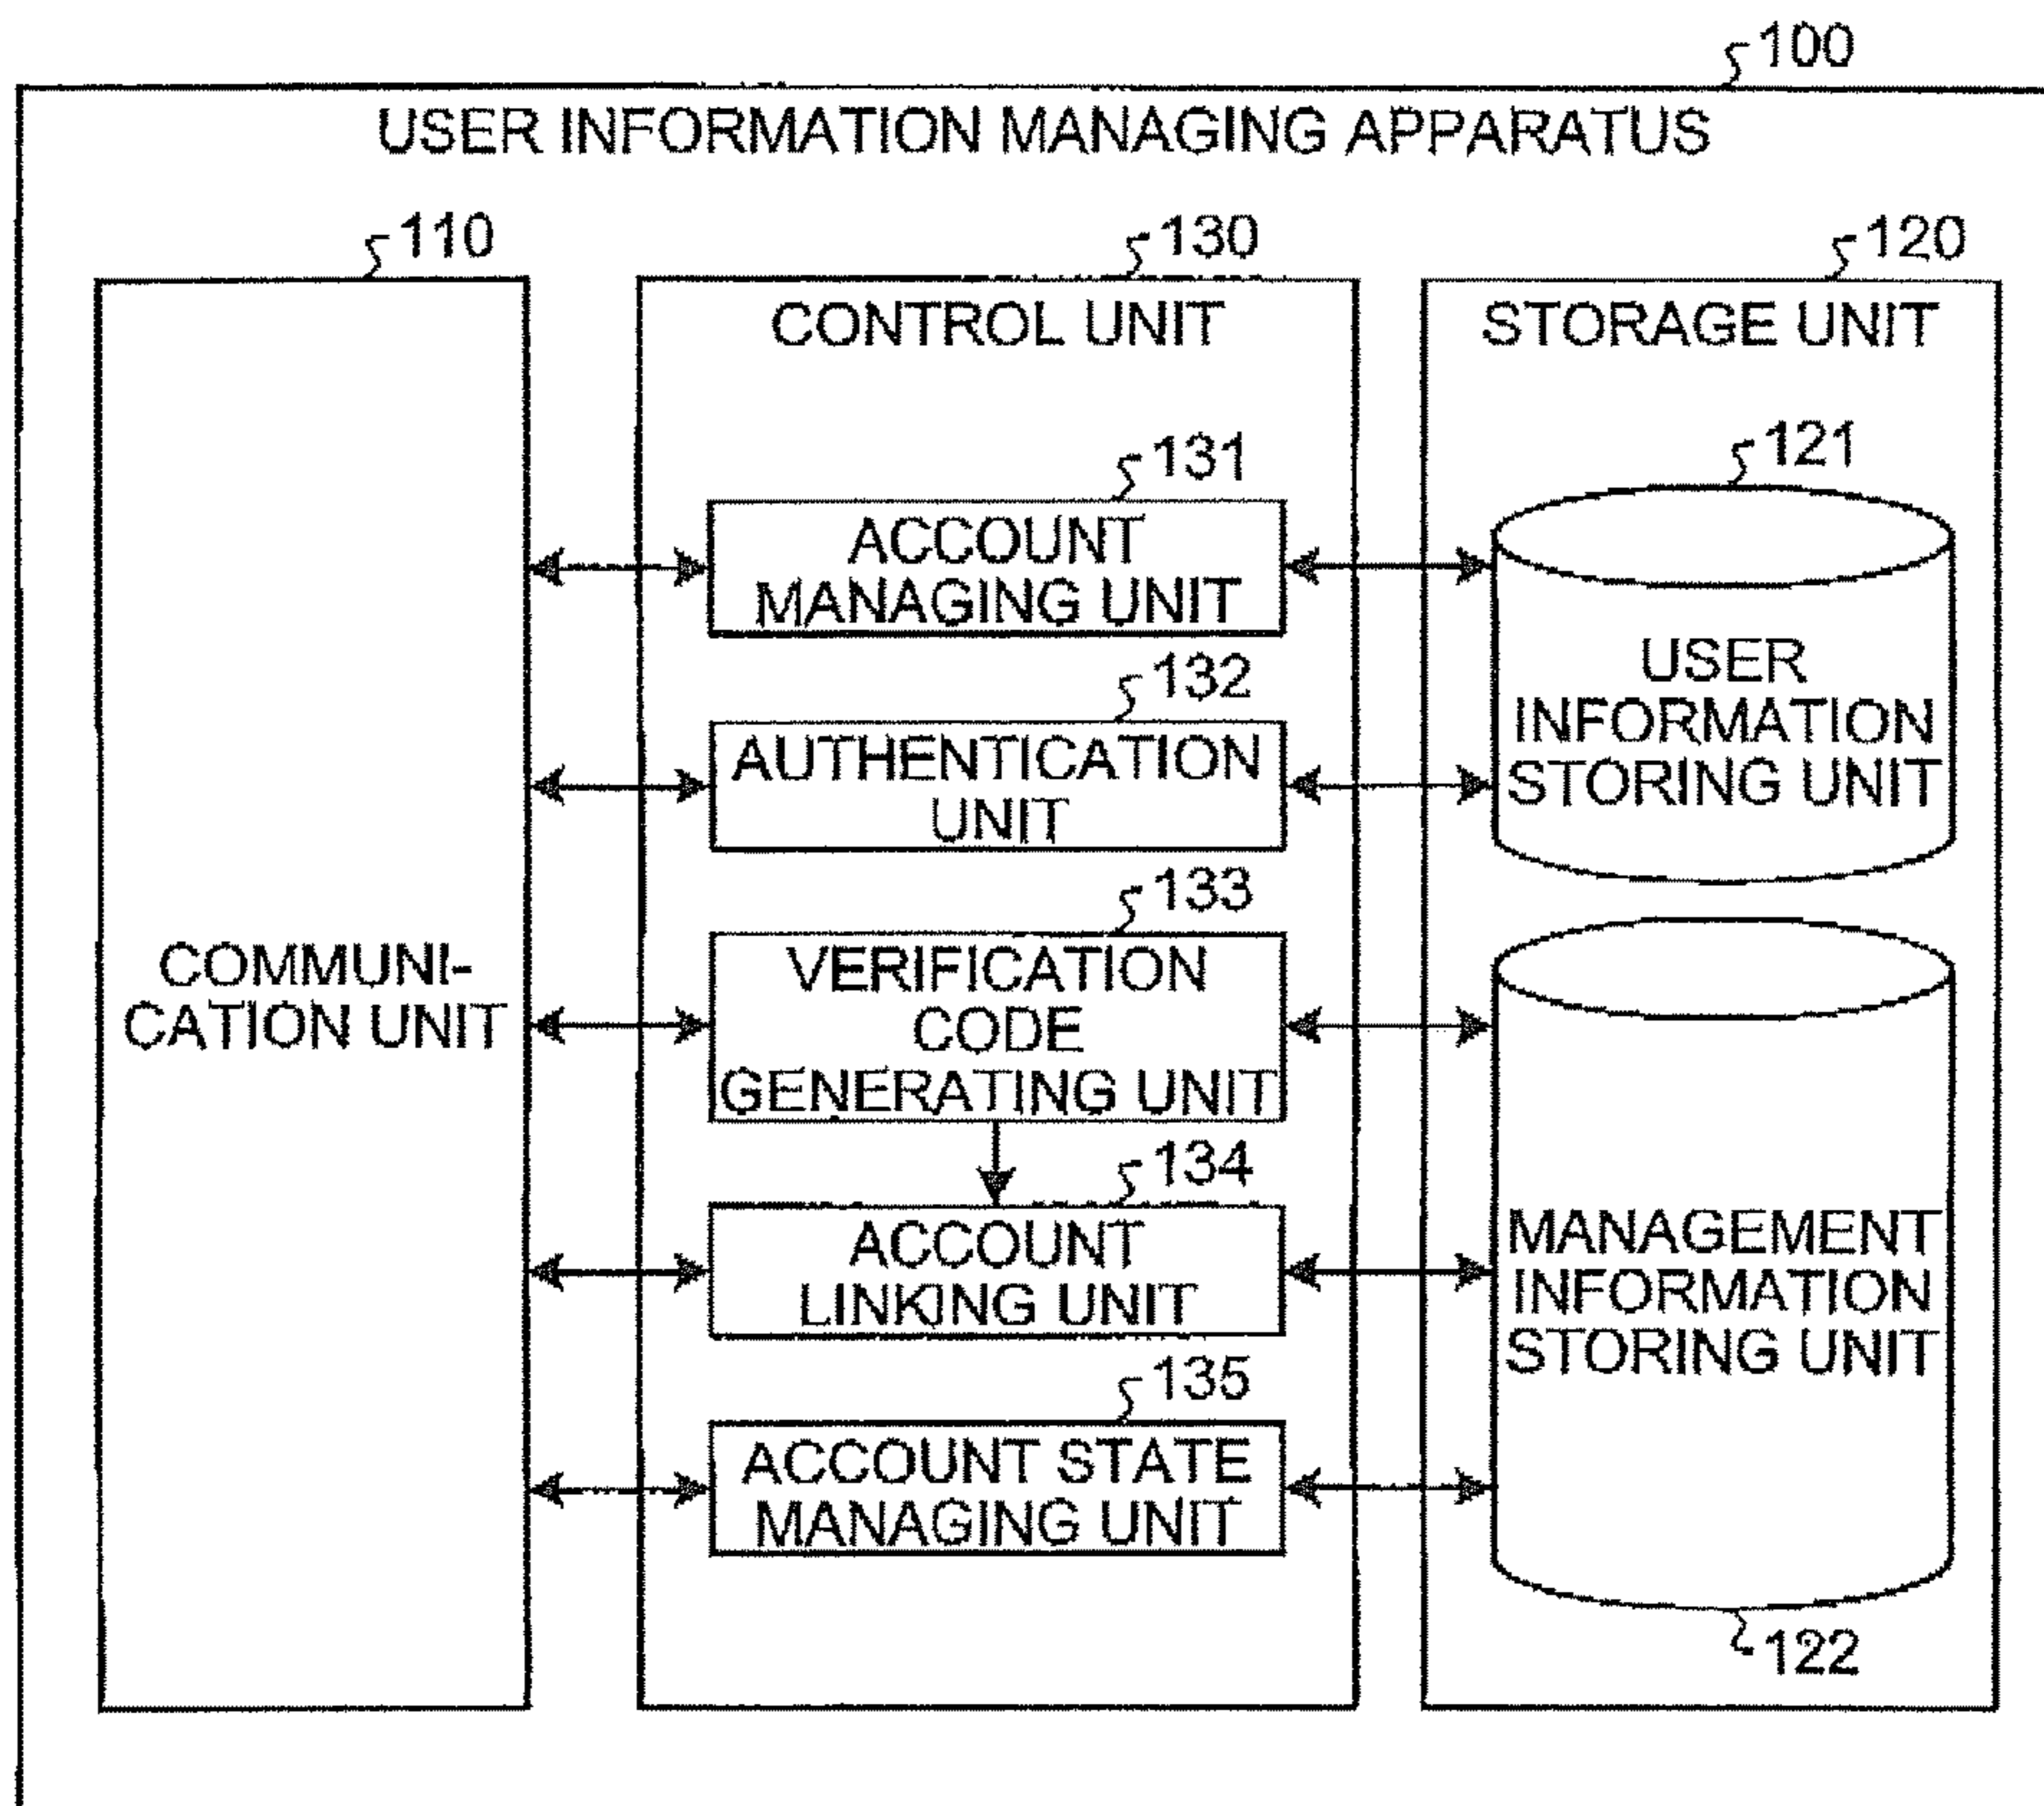 100
USER INFORMATION MANAGING APPARATUS
110
130
120
CONTROL UNIT
STORAGE UNIT
131
121
ACCOUNT
MANAGING UNIT
USER
INFORMATION
STORING UNIT
132
AUTHENTICATION
UNIT
133
COMMUNI-
CATION UNIT
VERIFICATION
CODE
GENERATING UNIT
134
ACCOUNT
LINKING UNIT
MANAGEMENT
INFORMATION
STORING UNIT
135
ACCOUNT STATE
MANAGING UNIT
122